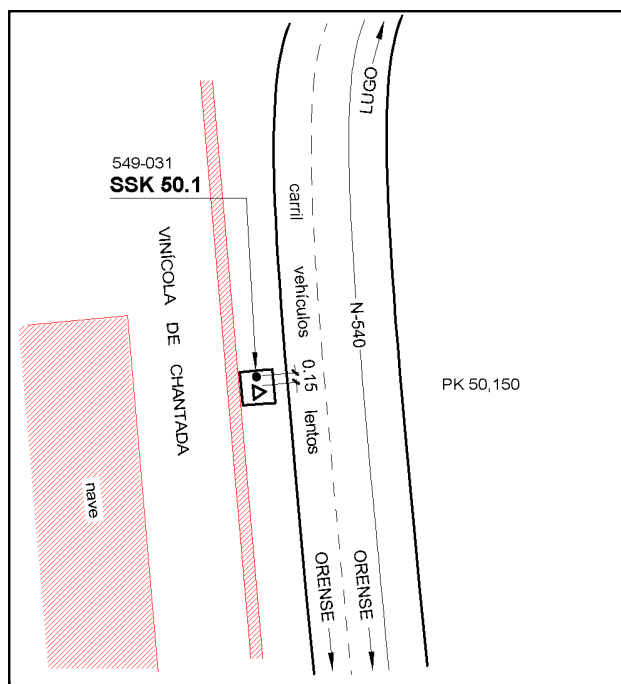 LUGO
549-031
SSK 50.1
carril vehículos lentos
VINÍCOLA DE CHANTADA
N-540
0.15
PK 50,150
nave
ORENSE
ORENSE